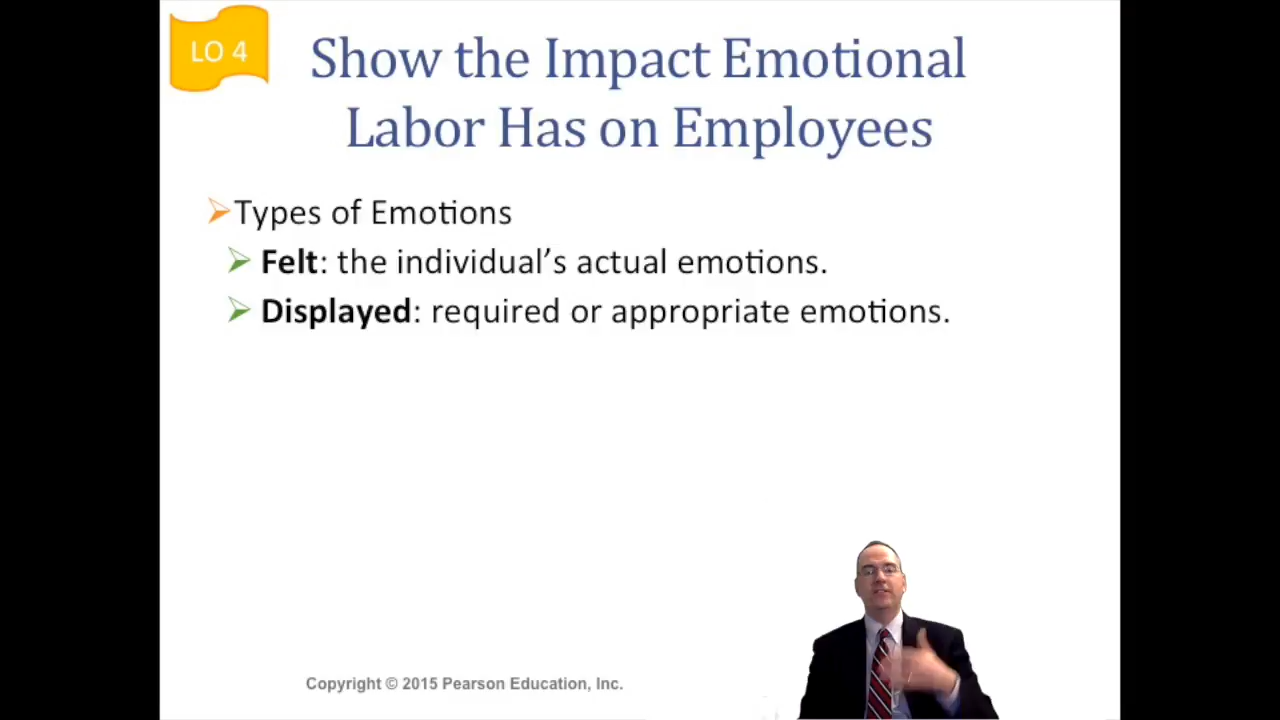 LO 4
Show the Impact Emotional
Labor Has on Employees
Types of Emotions
Felt: the individual’s actual emotions.
Displayed: required or appropriate emotions.
Copyright © 2015 Pearson Education, Inc.